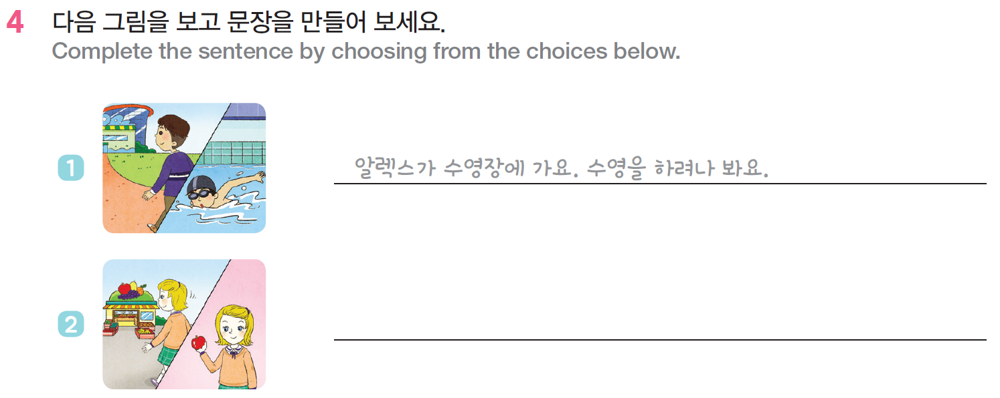 4 다음 그림을 보고 문장을 만들어 보세요.
Complete the sentence by choosing from the choices below.
1 알렉스가 수영장에 가요. 수영을 하려나 봐요.
2